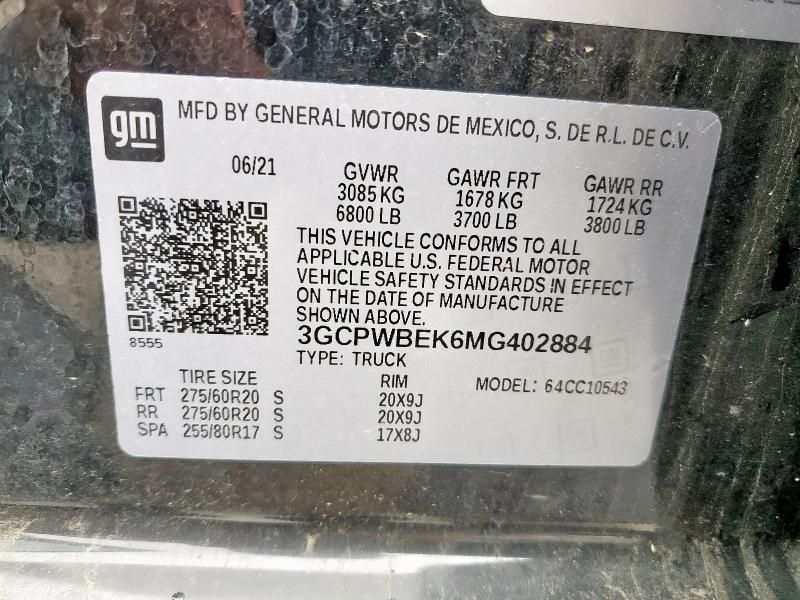 gm
MFD BY GENERAL MOTORS DE MEXICO, S. DE R.L. DE C.V.
06/21
GVWR GAWR FRT GAWR RR
3085 KG 1678 KG 1724 KG
6800 LB 3700 LB 3800 LB
THIS VEHICLE CONFORMS TO ALL
APPLICABLE U.S. FEDERAL MOTOR
VEHICLE SAFETY STANDARDS IN EFFECT
ON THE DATE OF MANUFACTURE
SHOWN ABOVE.
8555
3GCPWBEK6MG402884
TYPE: TRUCK
TIRE SIZE RIM MODEL: 64CC10543
FRT 275/60R20 S 20X9J
RR 275/60R20 S 20X9J
SPA 255/80R17 S 17X8J
gm